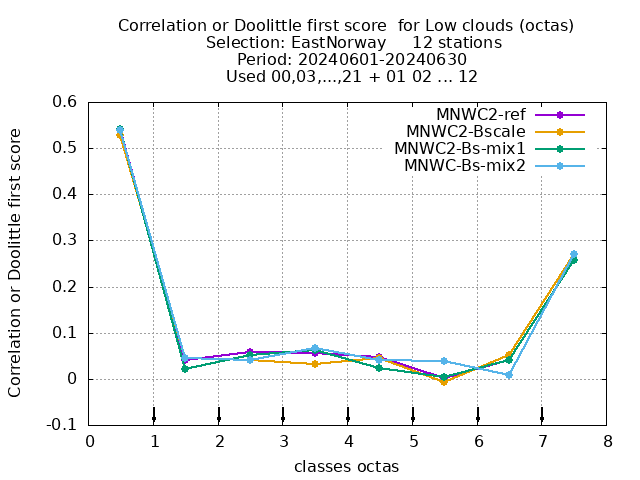 Correlation or Doolittle first score  for Low clouds (octas)
Selection: EastNorway     12 stations
Period: 20240601-20240630
Used 00,03,...,21 + 01 02 ... 12
MNWC2-ref
MNWC2-Bscale
MNWC2-Bs-mix1
MNWC-Bs-mix2
Correlation or Doolittle first score
0.6
0.5
0.4
0.3
0.2
0.1
0
-0.1
0 1 2 3 4 5 6 7 8
classes octas